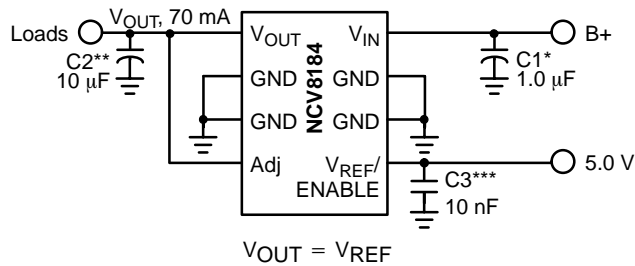 Loads
VOUT, 70 mA
C2**
10 μF
VOUT
GND
GND
Adj
NCV8184
VIN
GND
GND
VREF/
ENABLE
C1*
1.0 μF
B+
5.0 V
C3***
10 nF
VOUT = VREF